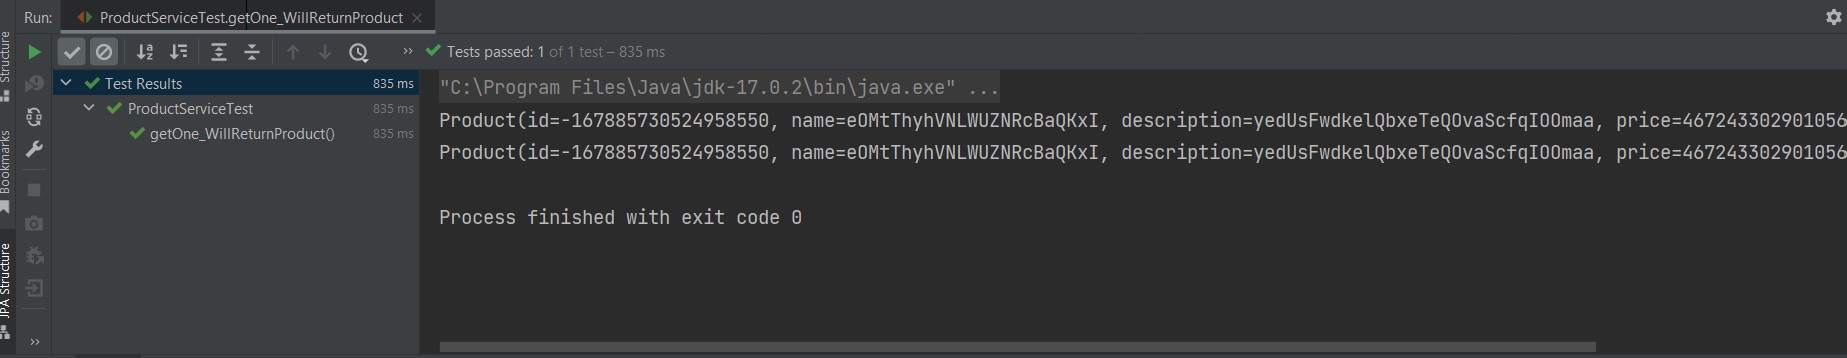 Run: ProductServiceTest.getOne_WillReturnProduct ×
Tests passed: 1 of 1 test – 835 ms
Test Results 835 ms
ProductServiceTest 835 ms
getOne_WillReturnProduct() 835 ms
"C:\Program Files\Java\jdk-17.0.2\bin\java.exe" ...
Product(id=-167885730524958550, name=eOMtThyhVNLWUZNRcBaQKxI, description=yedUsFwdkelQbxeTeQOvaScfqIOOmaa, price=467243302901056
Product(id=-167885730524958550, name=eOMtThyhVNLWUZNRcBaQKxI, description=yedUsFwdkelQbxeTeQOvaScfqIOOmaa, price=467243302901056
Process finished with exit code 0
Structure
Bookmarks
JPA Structure